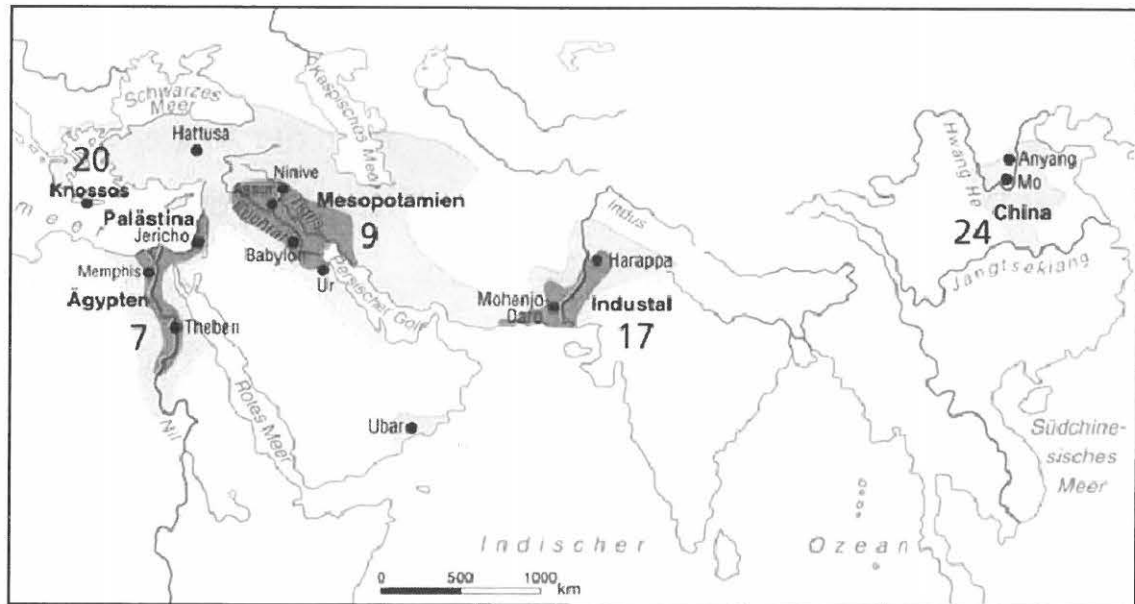 Schwarzes
Meer
Kaspisches Meer
Hattusa
20
Knossos
Ninive
Assur
Tigris
Mesopotamien
9
Palästina
Jericho
Babylon
Ur
Persischer Golf
Memphis
Ägypten
7
Theben
Nil
Rotes Meer
Ubar
Indus
Harappa
Mohenjo
Daro
Industal
17
Hwang He
Anyang
Mo
China
24
Jangtsekiang
Südchine-
sisches
Meer
Indischer Ozean
0 500 1000 km